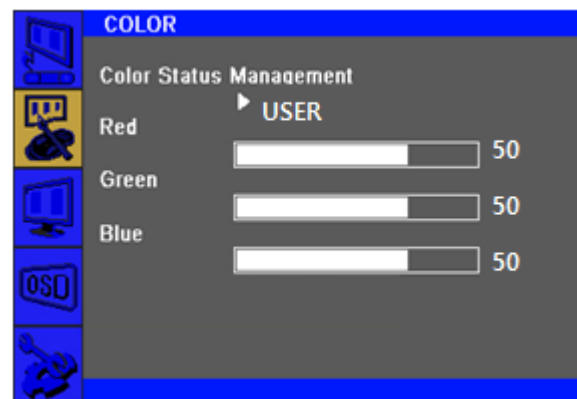 COLOR
Color Status Management
USER
Red
50
Green
50
Blue
50
OSD